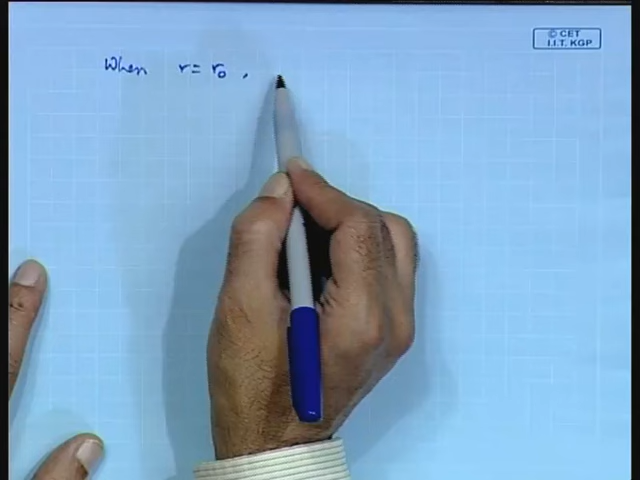 © CET
I.I.T. KGP
When r = r₀ ,